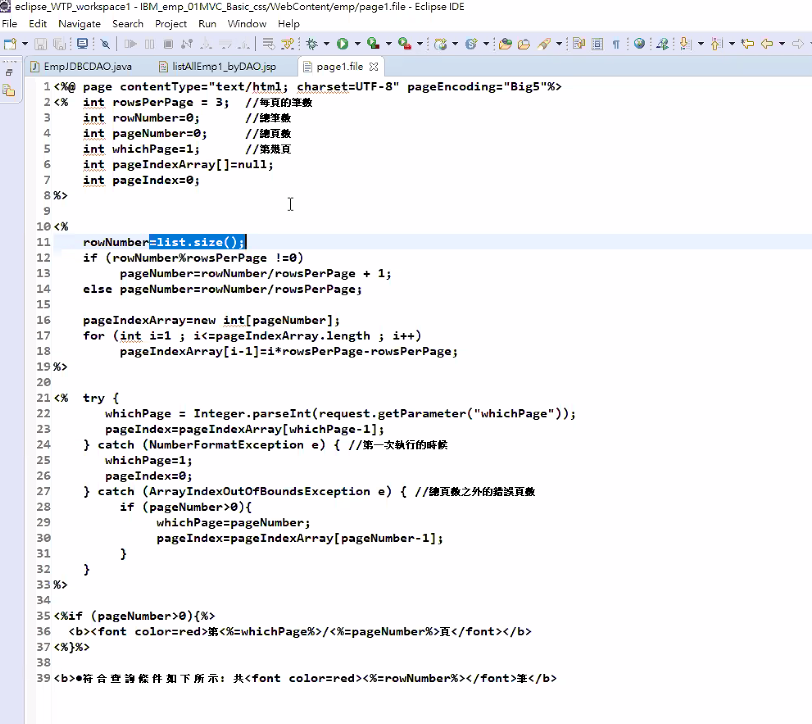 eclipse_WTP_workspace1 - IBM_emp_01MVC_Basic_css/WebContent/emp/page1.file - Eclipse IDE
File Edit Navigate Search Project Run Window Help
EmpJDBCDAO.java listAllEmp1_byDAO.jsp page1.file
1 <%@ page contentType="text/html; charset=UTF-8" pageEncoding="Big5"%>
2 <% int rowsPerPage = 3; //每頁的筆數
3 int rowNumber=0; //總筆數
4 int pageNumber=0; //總頁數
5 int whichPage=1; //第幾頁
6 int pageIndexArray[]=null;
7 int pageIndex=0;
8 %>
9
10 <%
11 rowNumber=list.size();
12 if (rowNumber%rowsPerPage !=0)
13 pageNumber=rowNumber/rowsPerPage + 1;
14 else pageNumber=rowNumber/rowsPerPage;
15
16 pageIndexArray=new int[pageNumber];
17 for (int i=1 ; i<=pageIndexArray.length ; i++)
18 pageIndexArray[i-1]=i*rowsPerPage-rowsPerPage;
19 %>
20
21 <% try {
22 whichPage = Integer.parseInt(request.getParameter("whichPage"));
23 pageIndex=pageIndexArray[whichPage-1];
24 } catch (NumberFormatException e) { //第一次執行的時候
25 whichPage=1;
26 pageIndex=0;
27 } catch (ArrayIndexOutOfBoundsException e) { //總頁數之外的錯誤頁數
28 if (pageNumber>0){
29 whichPage=pageNumber;
30 pageIndex=pageIndexArray[pageNumber-1];
31 }
32 }
33 %>
34
35 <%if (pageNumber>0){%>
36 <b><font color=red>第<%=whichPage%>/<%=pageNumber%>頁</font></b>
37 <%}%>
38
39 <b>●符合查詢條件如下所示: 共<font color=red><%=rowNumber%></font>筆</b>